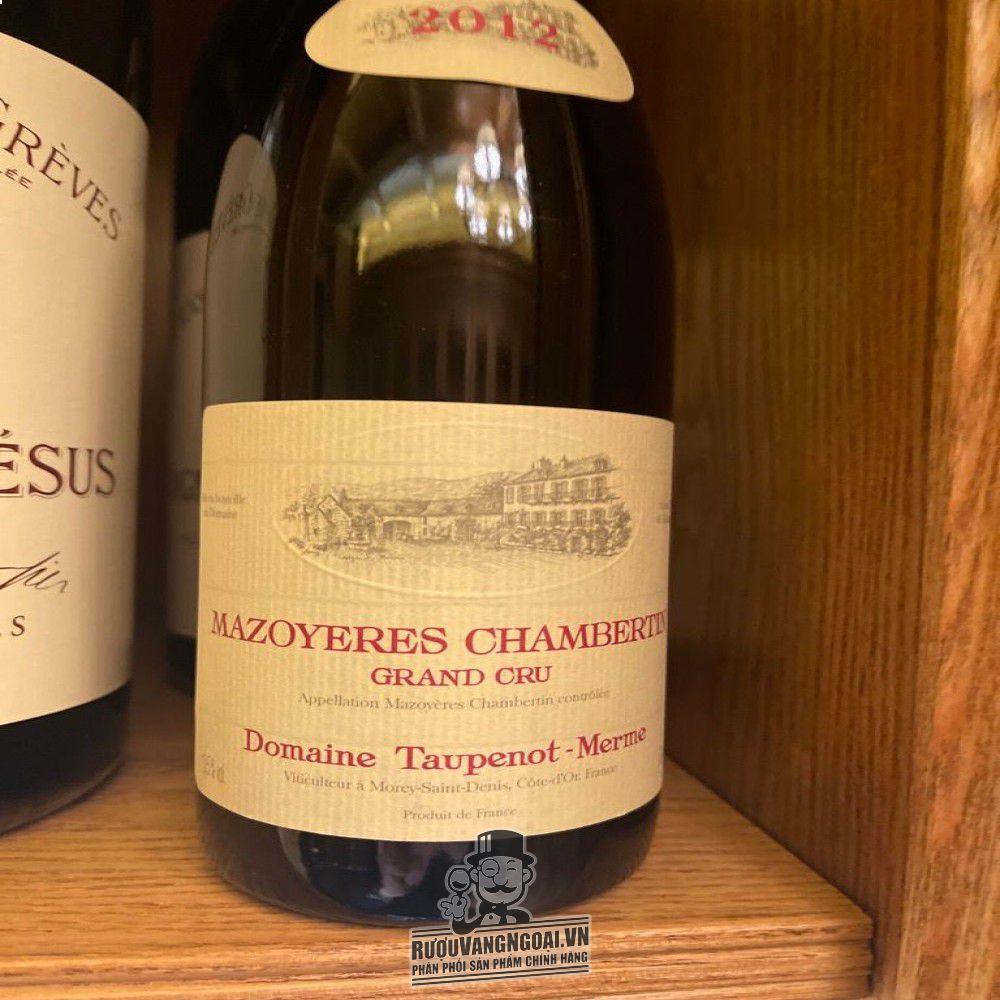 2012
GRÈVES
ÉSUS
S
MAZOYERES CHAMBERTIN
GRAND CRU
Appellation Mazoyères Chambertin contrôlée
Domaine Taupenot-Merme
Viticulteur à Morey-Saint-Denis, Côte-d'Or, France
Produit de France
RƯỢUVANGNGOẠI.VN
PHÂN PHỐI SẢN PHẨM CHÍNH HÃNG